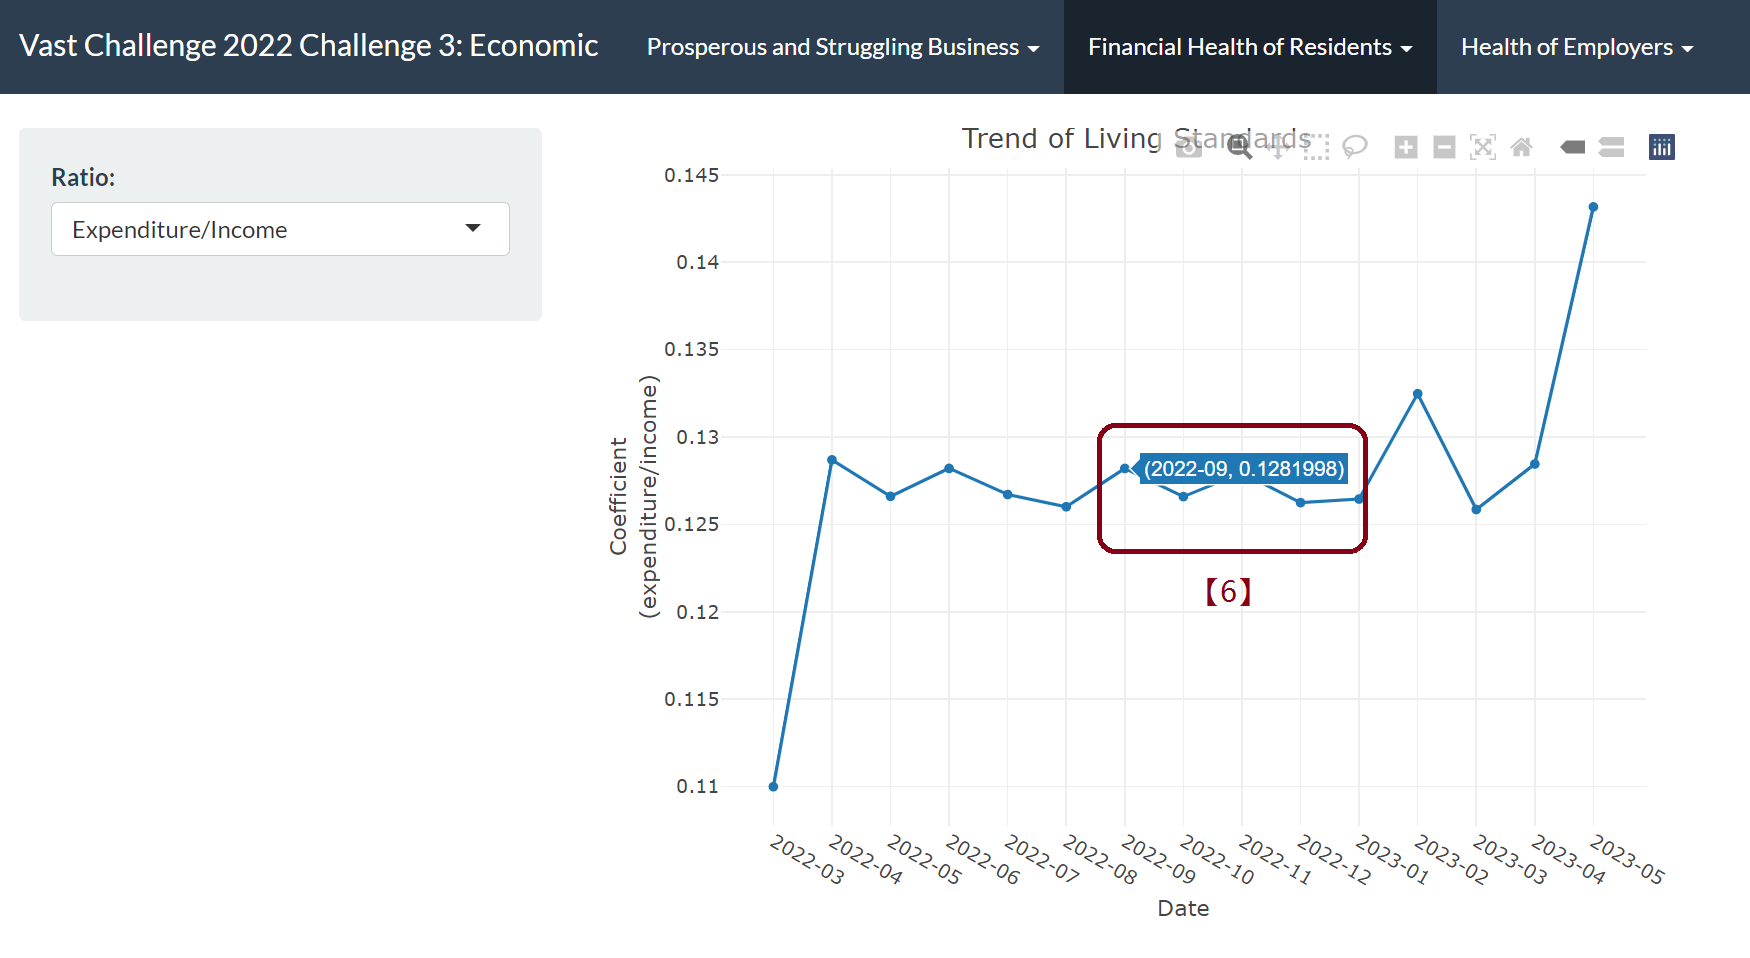 Vast Challenge 2022 Challenge 3: Economic
Prosperous and Struggling Business
Financial Health of Residents
Health of Employers
Ratio:
Expenditure/Income
Trend of Living Standards
0.145
0.14
0.135
0.13
0.125
0.12
0.115
0.11
Coefficient
(expenditure/income)
(2022-09, 0.1281998)
【6】
2022-03
2022-04
2022-05
2022-06
2022-07
2022-08
2022-09
2022-10
2022-11
2022-12
2023-01
2023-02
2023-03
2023-04
2023-05
Date